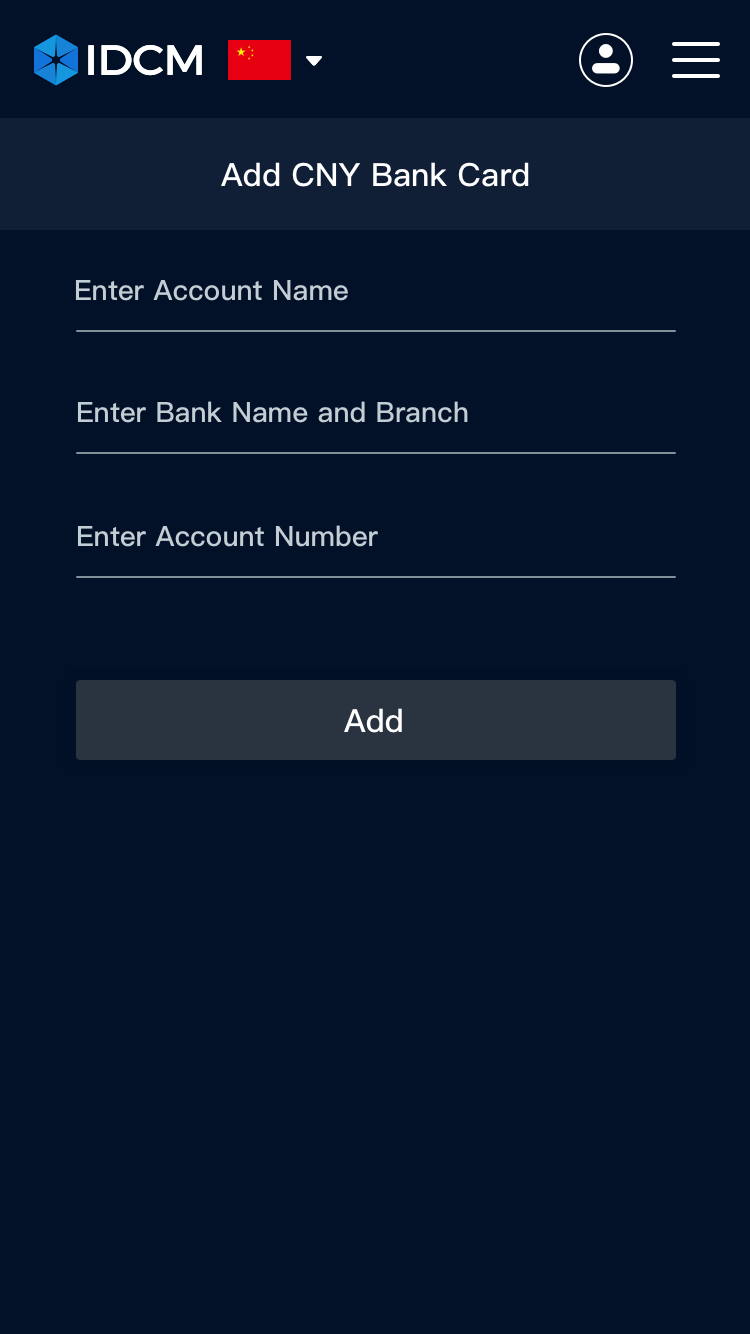 IDCM
Add CNY Bank Card
Enter Account Name
Enter Bank Name and Branch
Enter Account Number
Add